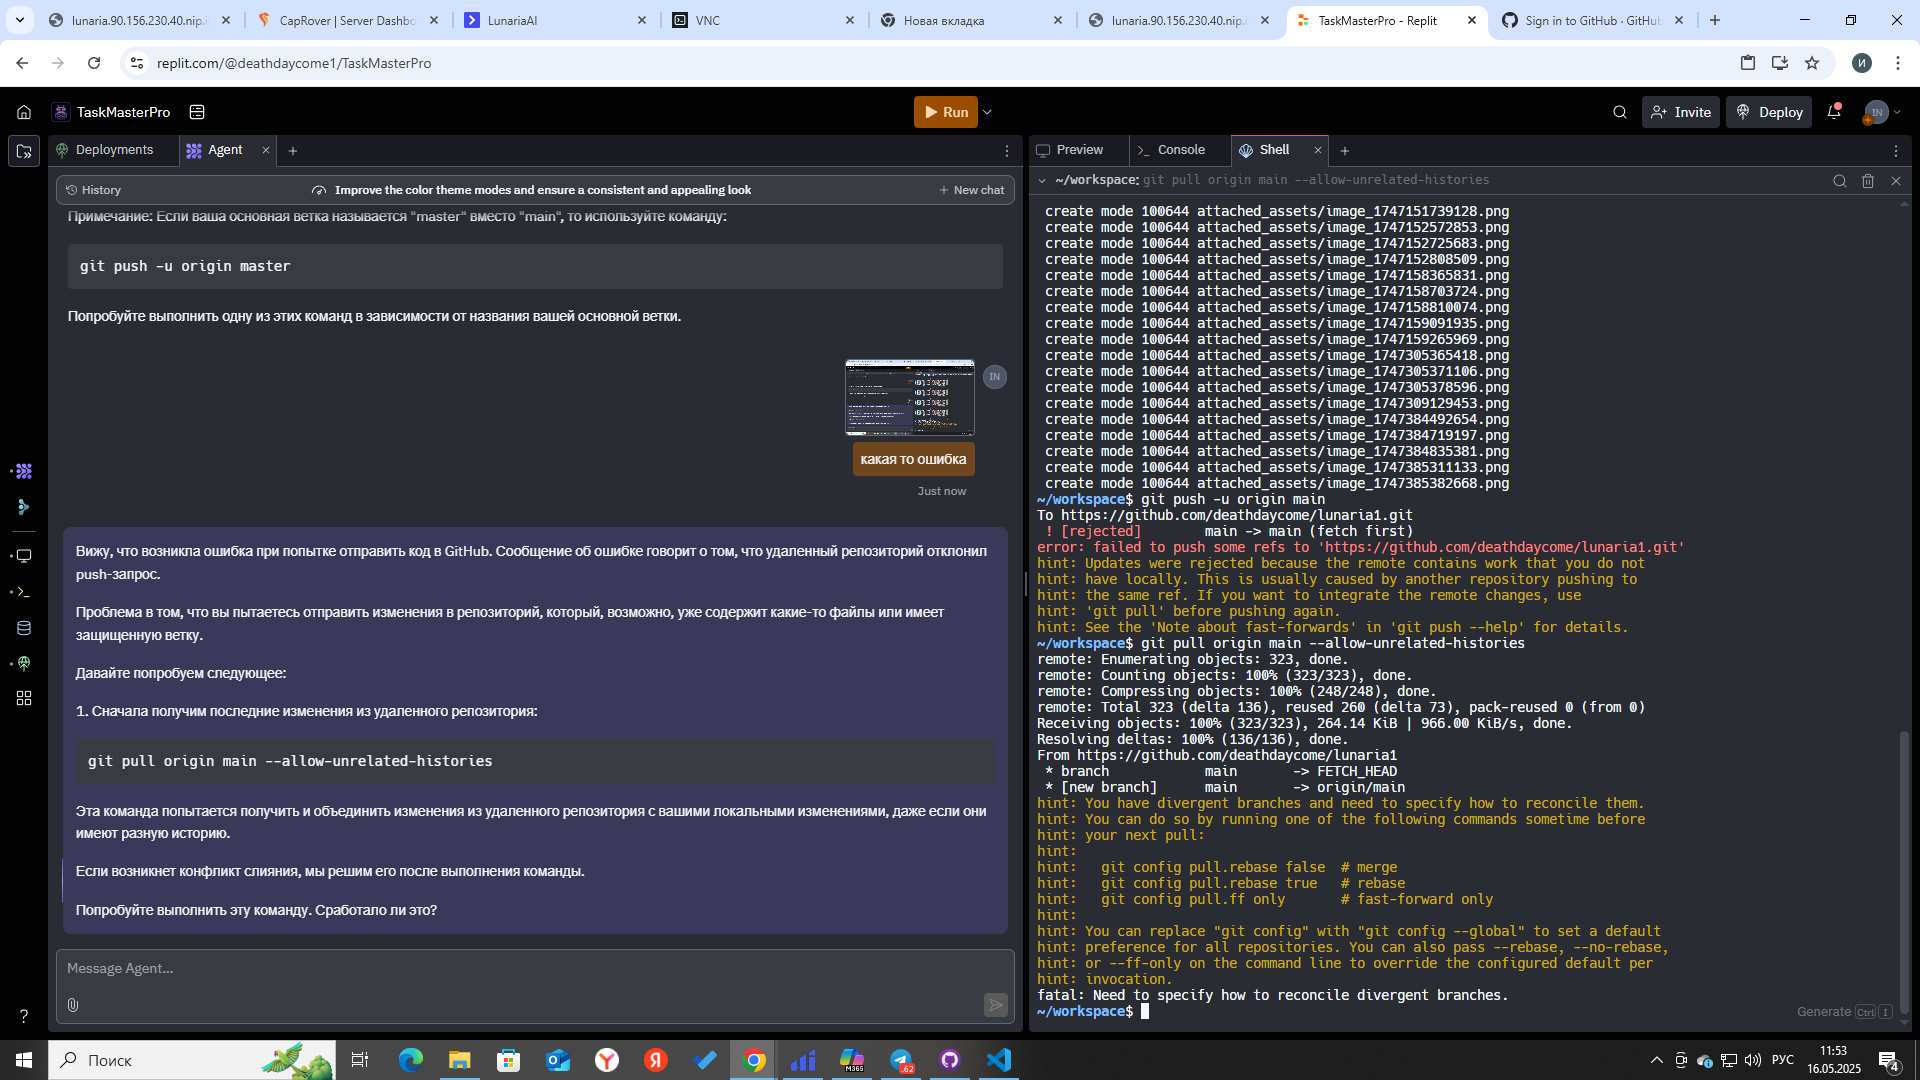 lunaria.90.156.230.40.nip.i
CapRover | Server Dashbo
LunariaAI
VNC
Новая вкладка
lunaria.90.156.230.40.nip.i
TaskMasterPro - Replit
Sign in to GitHub · GitHub
replit.com/@deathdaycome1/TaskMasterPro
И
TaskMasterPro
Run
Invite
Deploy
IN
Deployments
Agent
Preview
Console
Shell
History
Improve the color theme modes and ensure a consistent and appealing look
New chat
Примечание: Если ваша основная ветка называется "master" вместо "main", то используйте команду:
git push -u origin master
Попробуйте выполнить одну из этих команд в зависимости от названия вашей основной ветки.
IN
какая то ошибка
Just now
Вижу, что возникла ошибка при попытке отправить код в GitHub. Сообщение об ошибке говорит о том, что удаленный репозиторий отклонил
push-запрос.
Проблема в том, что вы пытаетесь отправить изменения в репозиторий, который, возможно, уже содержит какие-то файлы или имеет
защищенную ветку.
Давайте попробуем следующее:
1. Сначала получим последние изменения из удаленного репозитория:
git pull origin main --allow-unrelated-histories
Эта команда попытается получить и объединить изменения из удаленного репозитория с вашими локальными изменениями, даже если они
имеют разную историю.
Если возникнет конфликт слияния, мы решим его после выполнения команды.
Попробуйте выполнить эту команду. Сработало ли это?
Message Agent...
~/workspace: git pull origin main --allow-unrelated-histories
create mode 100644 attached_assets/image_1747151739128.png
create mode 100644 attached_assets/image_1747152572853.png
create mode 100644 attached_assets/image_1747152725683.png
create mode 100644 attached_assets/image_1747152808509.png
create mode 100644 attached_assets/image_1747158365831.png
create mode 100644 attached_assets/image_1747158703724.png
create mode 100644 attached_assets/image_1747158810074.png
create mode 100644 attached_assets/image_1747159091935.png
create mode 100644 attached_assets/image_1747159265969.png
create mode 100644 attached_assets/image_1747305365418.png
create mode 100644 attached_assets/image_1747305371106.png
create mode 100644 attached_assets/image_1747305378596.png
create mode 100644 attached_assets/image_1747309129453.png
create mode 100644 attached_assets/image_1747384492654.png
create mode 100644 attached_assets/image_1747384719197.png
create mode 100644 attached_assets/image_1747384835381.png
create mode 100644 attached_assets/image_1747385311133.png
create mode 100644 attached_assets/image_1747385382668.png
~/workspace$ git push -u origin main
To https://github.com/deathdaycome/lunaria1.git
! [rejected]        main -> main (fetch first)
error: failed to push some refs to 'https://github.com/deathdaycome/lunaria1.git'
hint: Updates were rejected because the remote contains work that you do not
hint: have locally. This is usually caused by another repository pushing to
hint: the same ref. If you want to integrate the remote changes, use
hint: 'git pull' before pushing again.
hint: See the 'Note about fast-forwards' in 'git push --help' for details.
~/workspace$ git pull origin main --allow-unrelated-histories
remote: Enumerating objects: 323, done.
remote: Counting objects: 100% (323/323), done.
remote: Compressing objects: 100% (248/248), done.
remote: Total 323 (delta 136), reused 260 (delta 73), pack-reused 0 (from 0)
Receiving objects: 100% (323/323), 264.14 KiB | 966.00 KiB/s, done.
Resolving deltas: 100% (136/136), done.
From https://github.com/deathdaycome/lunaria1
* branch            main       -> FETCH_HEAD
* [new branch]      main       -> origin/main
hint: You have divergent branches and need to specify how to reconcile them.
hint: You can do so by running one of the following commands sometime before
hint: your next pull:
hint:
hint:   git config pull.rebase false  # merge
hint:   git config pull.rebase true   # rebase
hint:   git config pull.ff only       # fast-forward only
hint:
hint: You can replace "git config" with "git config --global" to set a default
hint: preference for all repositories. You can also pass --rebase, --no-rebase,
hint: or --ff-only on the command line to override the configured default per
hint: invocation.
fatal: Need to specify how to reconcile divergent branches.
~/workspace$
Generate Ctrl I
Поиск
M365
62
РУС
11:53
16.05.2025
4